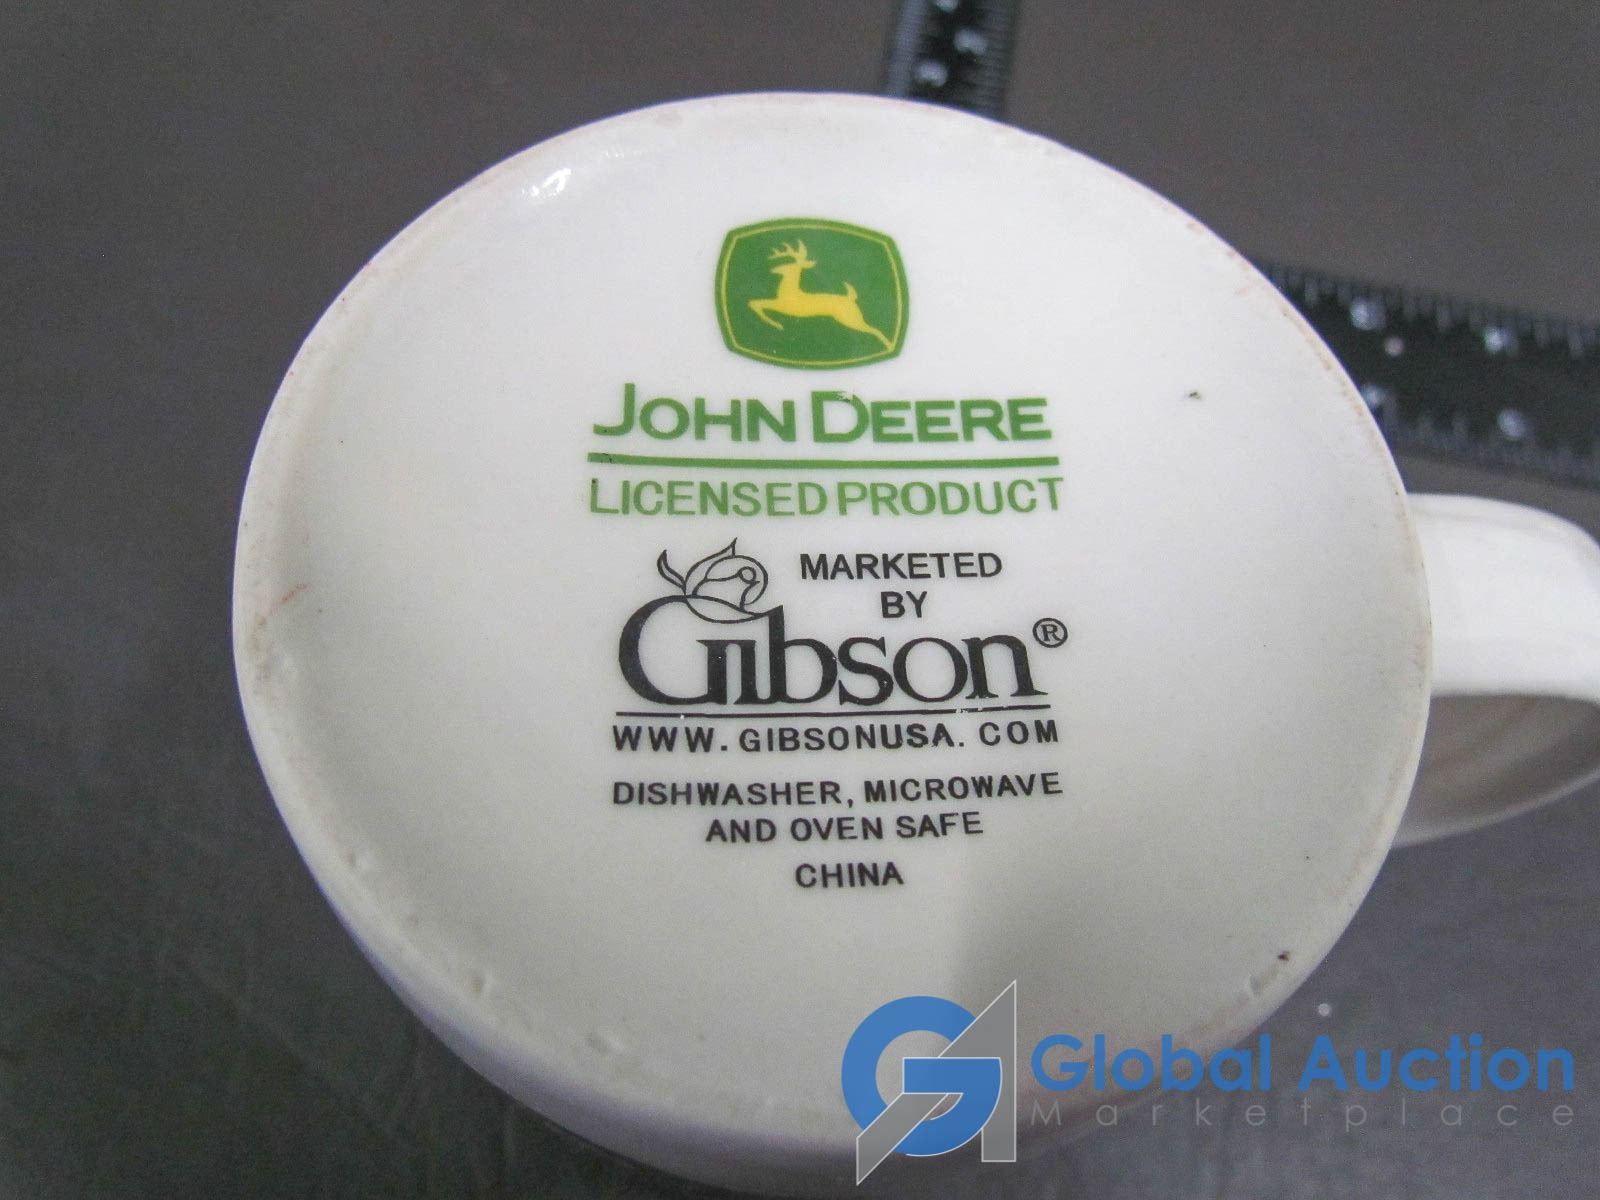 JOHN DEERE
LICENSED PRODUCT
MARKETED
BY
Gibson®
WWW.GIBSONUSA.COM
DISHWASHER, MICROWAVE
AND OVEN SAFE
CHINA
Global Auction
Marketplace